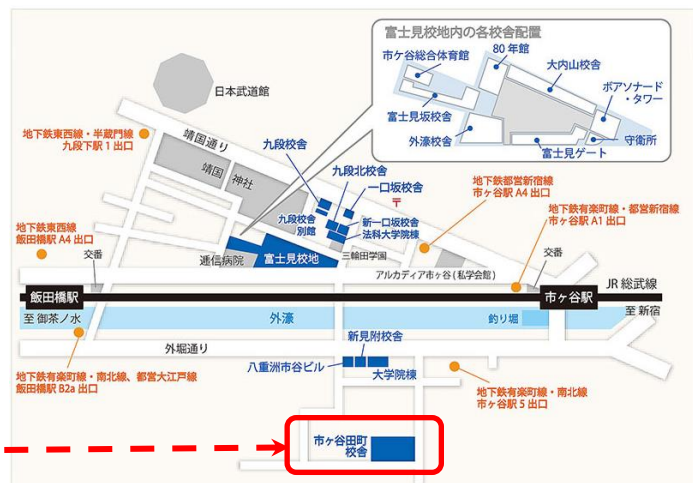 富士見校地内の各校舎配置
市ケ谷総合体育館
80年館
大内山校舎
ボアソナード
・タワー
富士見坂校舎
外濠校舎
富士見ゲート
守衛所
日本武道館
地下鉄東西線・半蔵門線
九段下駅1出口
靖国通り
靖国
神社
九段校舎
九段北校舎
一口坂校舎
〒
九段校舎
別館
新一口坂校舎
法科大学院棟
地下鉄都営新宿線
市ヶ谷駅 A4 出口
地下鉄有楽町線・都営新宿線
市ヶ谷駅 A1 出口
地下鉄東西線
飯田橋駅 A4 出口
交番
逓信病院
富士見校地
三輪田学園
アルカディア市ヶ谷(私学会館)
交番
JR 総武線
飯田橋駅
市ヶ谷駅
至 御茶ノ水
外濠
釣り堀
至 新宿
外堀通り
新見附校舎
八重洲市谷ビル
大学院棟
地下鉄有楽町線・南北線、都営大江戸線
飯田橋駅 B2a 出口
地下鉄有楽町線・南北線
市ヶ谷駅 5 出口
市ヶ谷田町
校舎